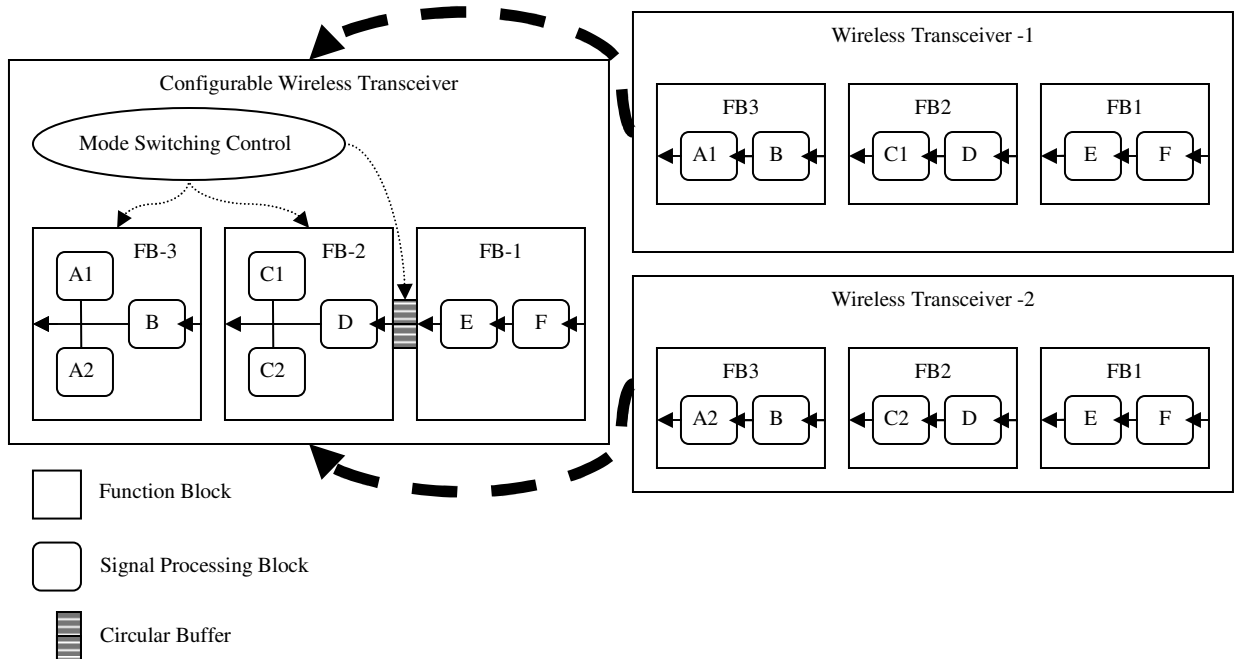 Configurable Wireless Transceiver
Mode Switching Control
FB-3
A1
B
A2
FB-2
C1
D
C2
FB-1
E
F
Wireless Transceiver -1
FB3
A1
B
FB2
C1
D
FB1
E
F
Wireless Transceiver -2
FB3
A2
B
FB2
C2
D
FB1
E
F
Function Block
Signal Processing Block
Circular Buffer